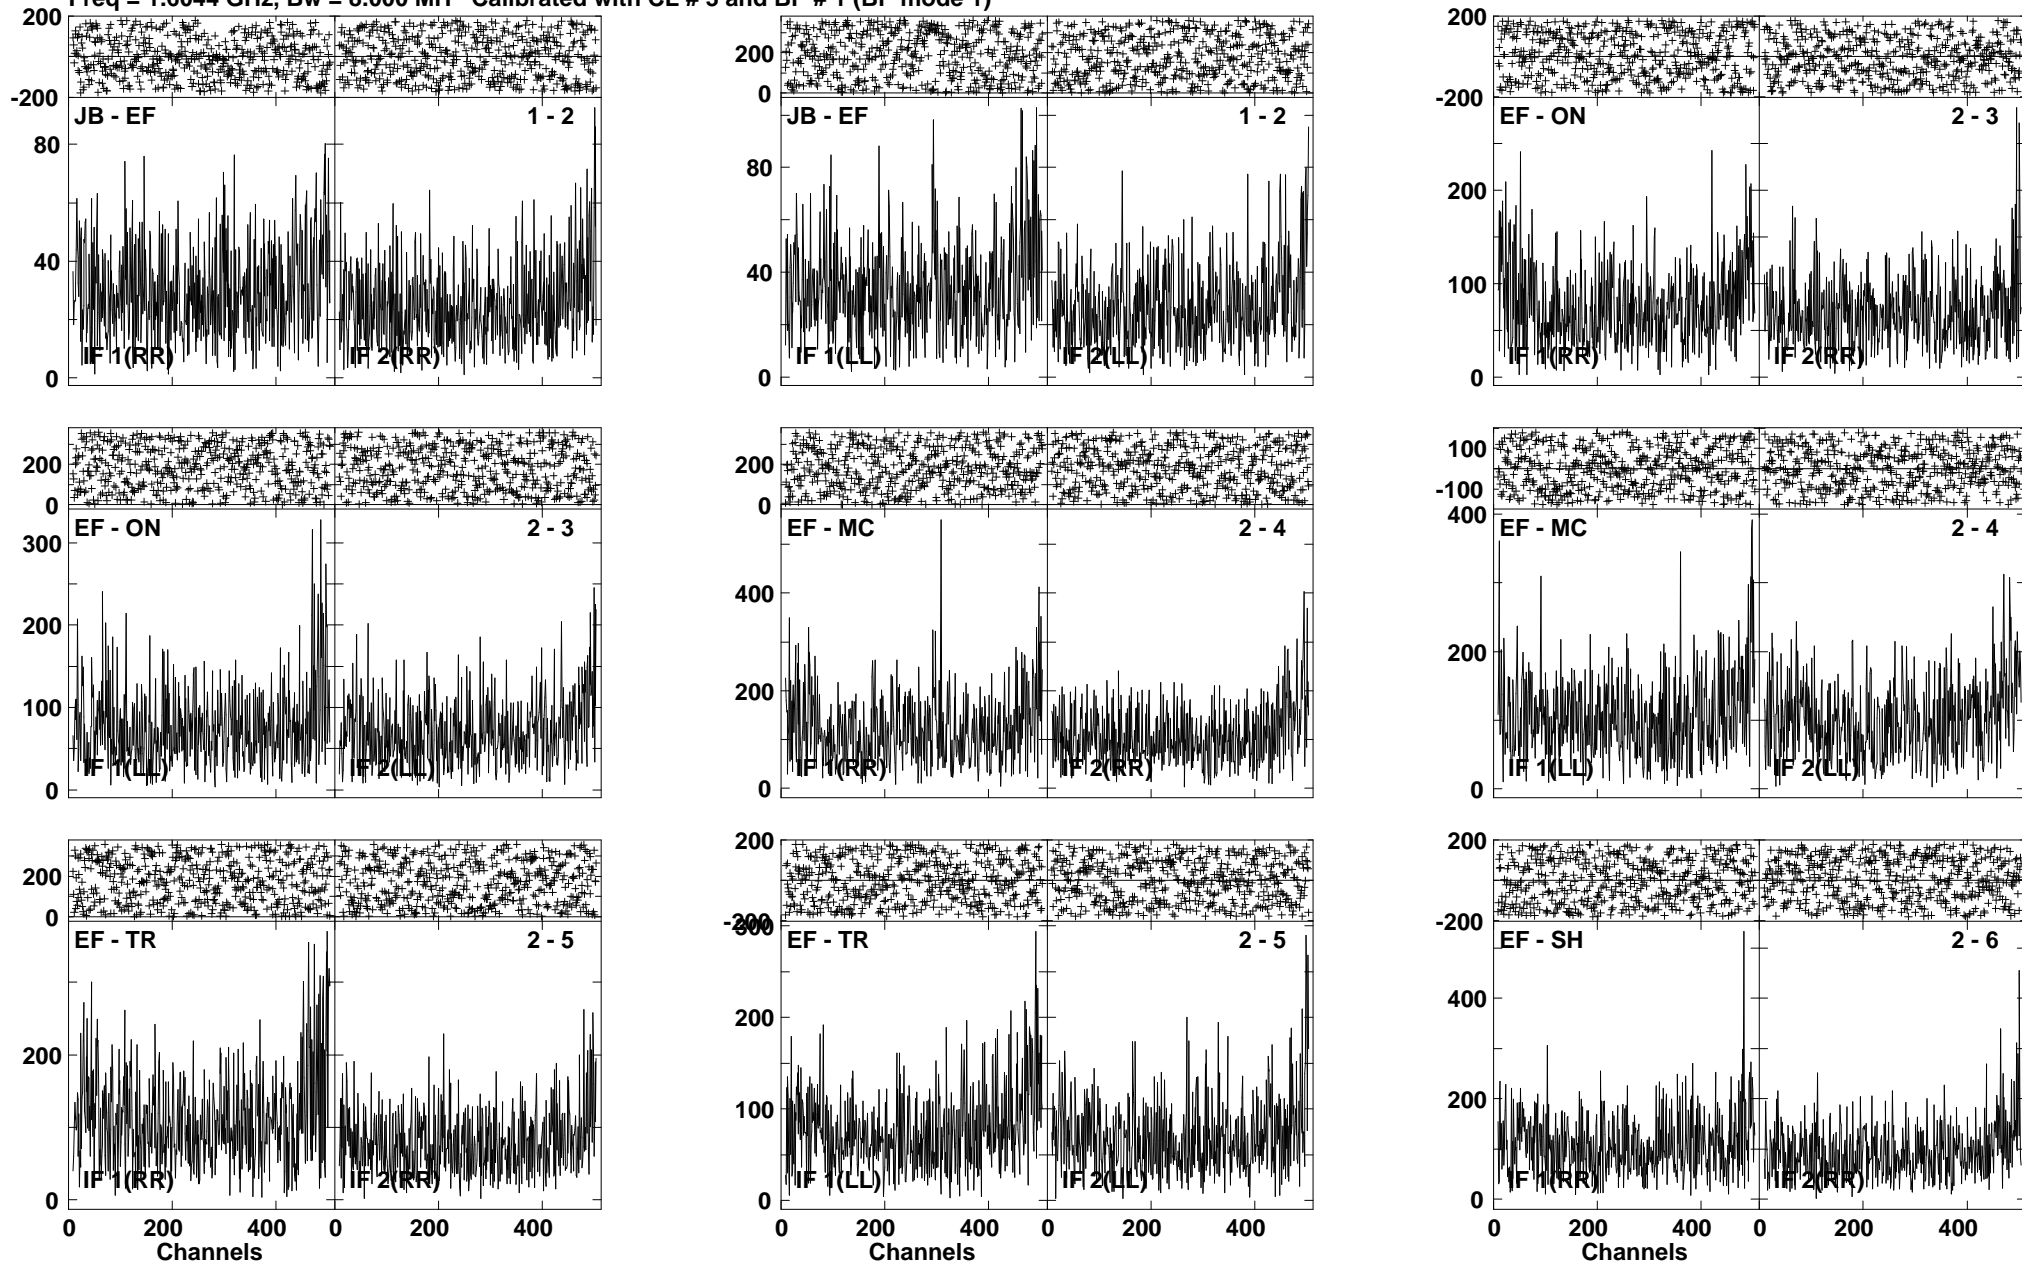 Freq = 1.6644 GHz, Bw = 8.000 MH Calibrated with CL # 3 and BP # 1 (BP mode 1)
200
-200
JB - EF 1 - 2
80
40
0
IF 1(RR) IF 2(RR)
200
0
JB - EF 1 - 2
80
40
0
IF 1(LL) IF 2(LL)
200
-200
EF - ON 2 - 3
200
100
0
IF 1(RR) IF 2(RR)
200
0
EF - ON 2 - 3
300
200
100
0
IF 1(LL) IF 2(LL)
200
0
EF - MC 2 - 4
400
200
0
IF 1(RR) IF 2(RR)
100
-100
400
EF - MC 2 - 4
200
0
IF 1(LL) IF 2(LL)
200
0
EF - TR 2 - 5
200
0
IF 1(RR) IF 2(RR)
0 200 400 0 200 400
Channels
200
-200
300
EF - TR 2 - 5
200
100
0
IF 1(LL) IF 2(LL)
0 200 400 0 200 400
Channels
200
-200
EF - SH 2 - 6
400
200
0
IF 1(RR) IF 2(RR)
0 200 400 0 200 400
Channels